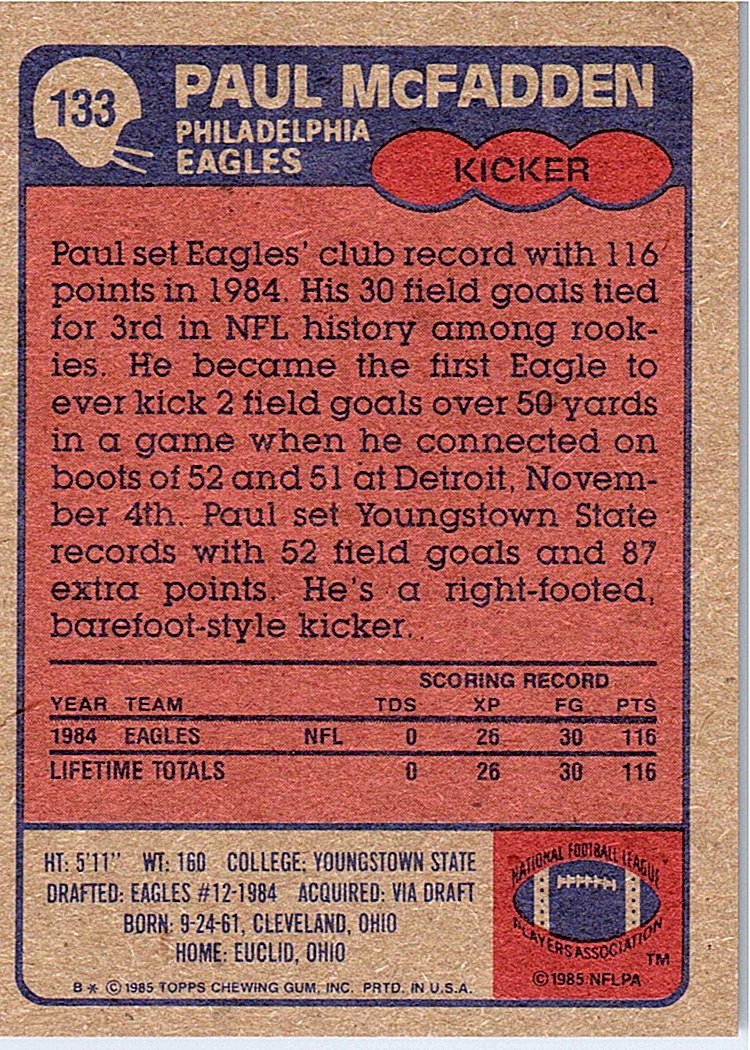 133
PAUL McFADDEN
PHILADELPHIA
EAGLES
KICKER
Paul set Eagles' club record with 116
points in 1984. His 30 field goals tied
for 3rd in NFL history among rook-
ies. He became the first Eagle to
ever kick 2 field goals over 50 yards
in a game when he connected on
boots of 52 and 51 at Detroit, Novem-
ber 4th. Paul set Youngstown State
records with 52 field goals and 87
extra points. He's a right-footed,
barefoot-style kicker..
SCORING RECORD
YEAR TEAM TDS XP FG PTS
1984 EAGLES NFL 0 26 30 116
LIFETIME TOTALS 0 26 30 116
HT: 5'11" WT: 160 COLLEGE: YOUNGSTOWN STATE
DRAFTED: EAGLES #12-1984 ACQUIRED: VIA DRAFT
BORN: 9-24-61, CLEVELAND, OHIO
HOME: EUCLID, OHIO
B * © 1985 TOPPS CHEWING GUM, INC. PRTD. IN U.S.A.
NATIONAL FOOTBALL LEAGUE
PLAYERS ASSOCIATION
TM
© 1985 NFLPA